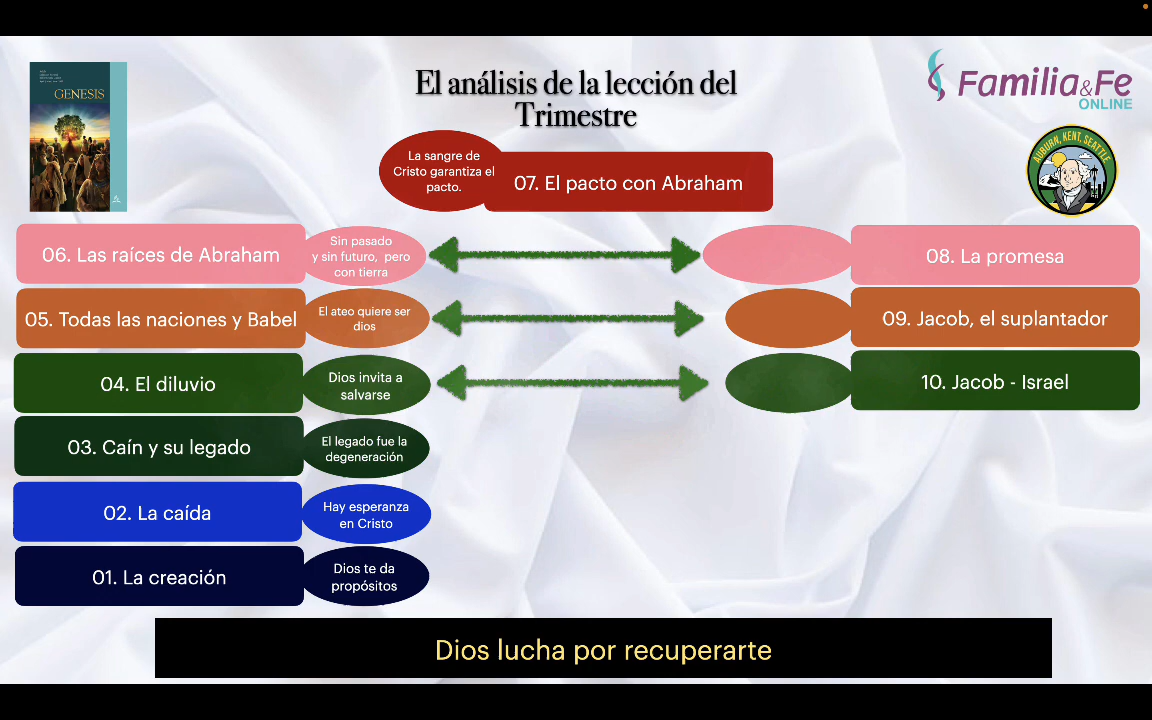 GENESIS
El análisis de la lección del
Trimestre
Familia&Fe
ONLINE
AUBURN, KENT, SEATTLE
La sangre de
Cristo garantiza el
pacto.
07. El pacto con Abraham
06. Las raíces de Abraham
Sin pasado
y sin futuro, pero
con tierra
08. La promesa
05. Todas las naciones y Babel
El ateo quiere ser
dios
09. Jacob, el suplantador
04. El diluvio
Dios invita a
salvarse
10. Jacob - Israel
03. Caín y su legado
El legado fue la
degeneración
02. La caída
Hay esperanza
en Cristo
01. La creación
Dios te da
propósitos
Dios lucha por recuperarte